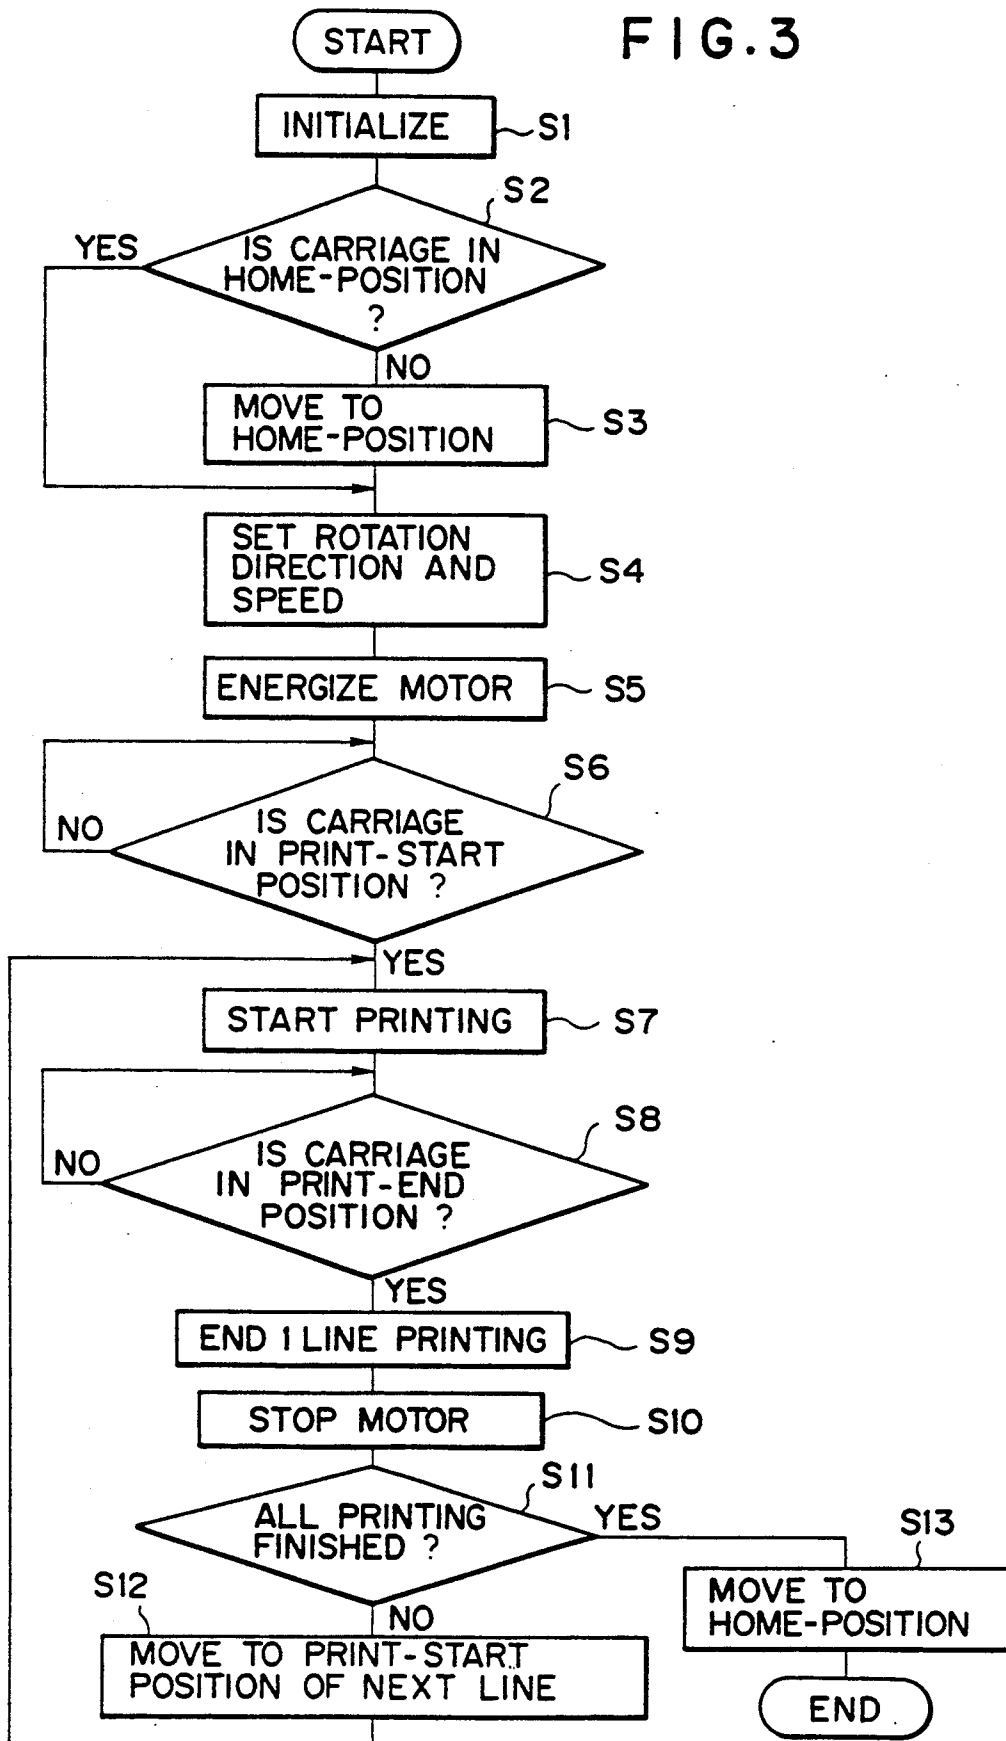 START
FIG.3
INITIALIZE
S1
S2
YES
IS CARRIAGE IN
HOME-POSITION
?
NO
MOVE TO
HOME-POSITION
S3
SET ROTATION
DIRECTION AND
SPEED
S4
ENERGIZE MOTOR
S5
S6
NO
IS CARRIAGE
IN PRINT-START
POSITION ?
YES
START PRINTING
S7
S8
NO
IS CARRIAGE
IN PRINT-END
POSITION ?
YES
END 1 LINE PRINTING
S9
STOP MOTOR
S10
S11
ALL PRINTING
FINISHED ?
YES
S13
MOVE TO
HOME-POSITION
S12
NO
MOVE TO PRINT-START
POSITION OF NEXT LINE
END